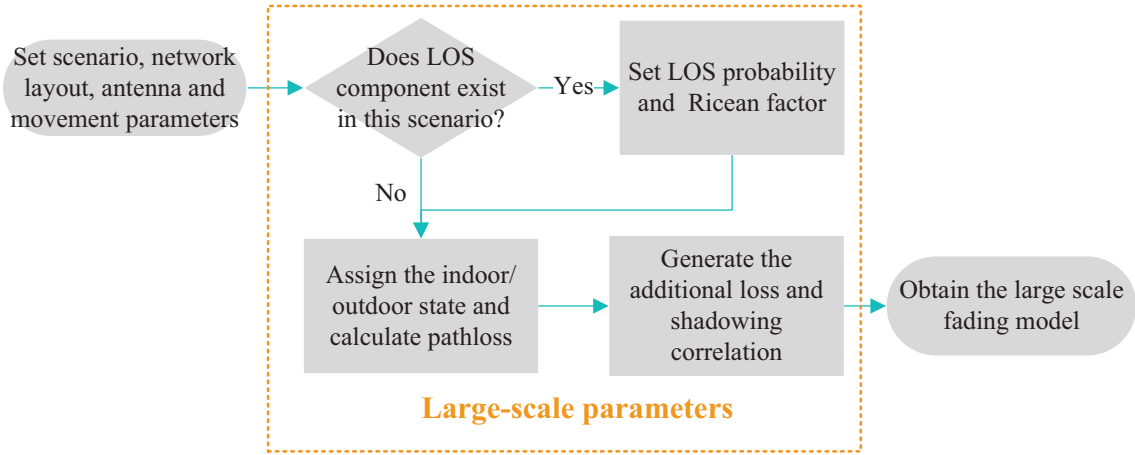 Set scenario, network
layout, antenna and
movement parameters
Does LOS
component exist
in this scenario?
Yes
Set LOS probability
and Ricean factor
No
Assign the indoor/
outdoor state and
calculate pathloss
Generate the
additional loss and
shadowing
correlation
Obtain the large scale
fading model
Large-scale parameters